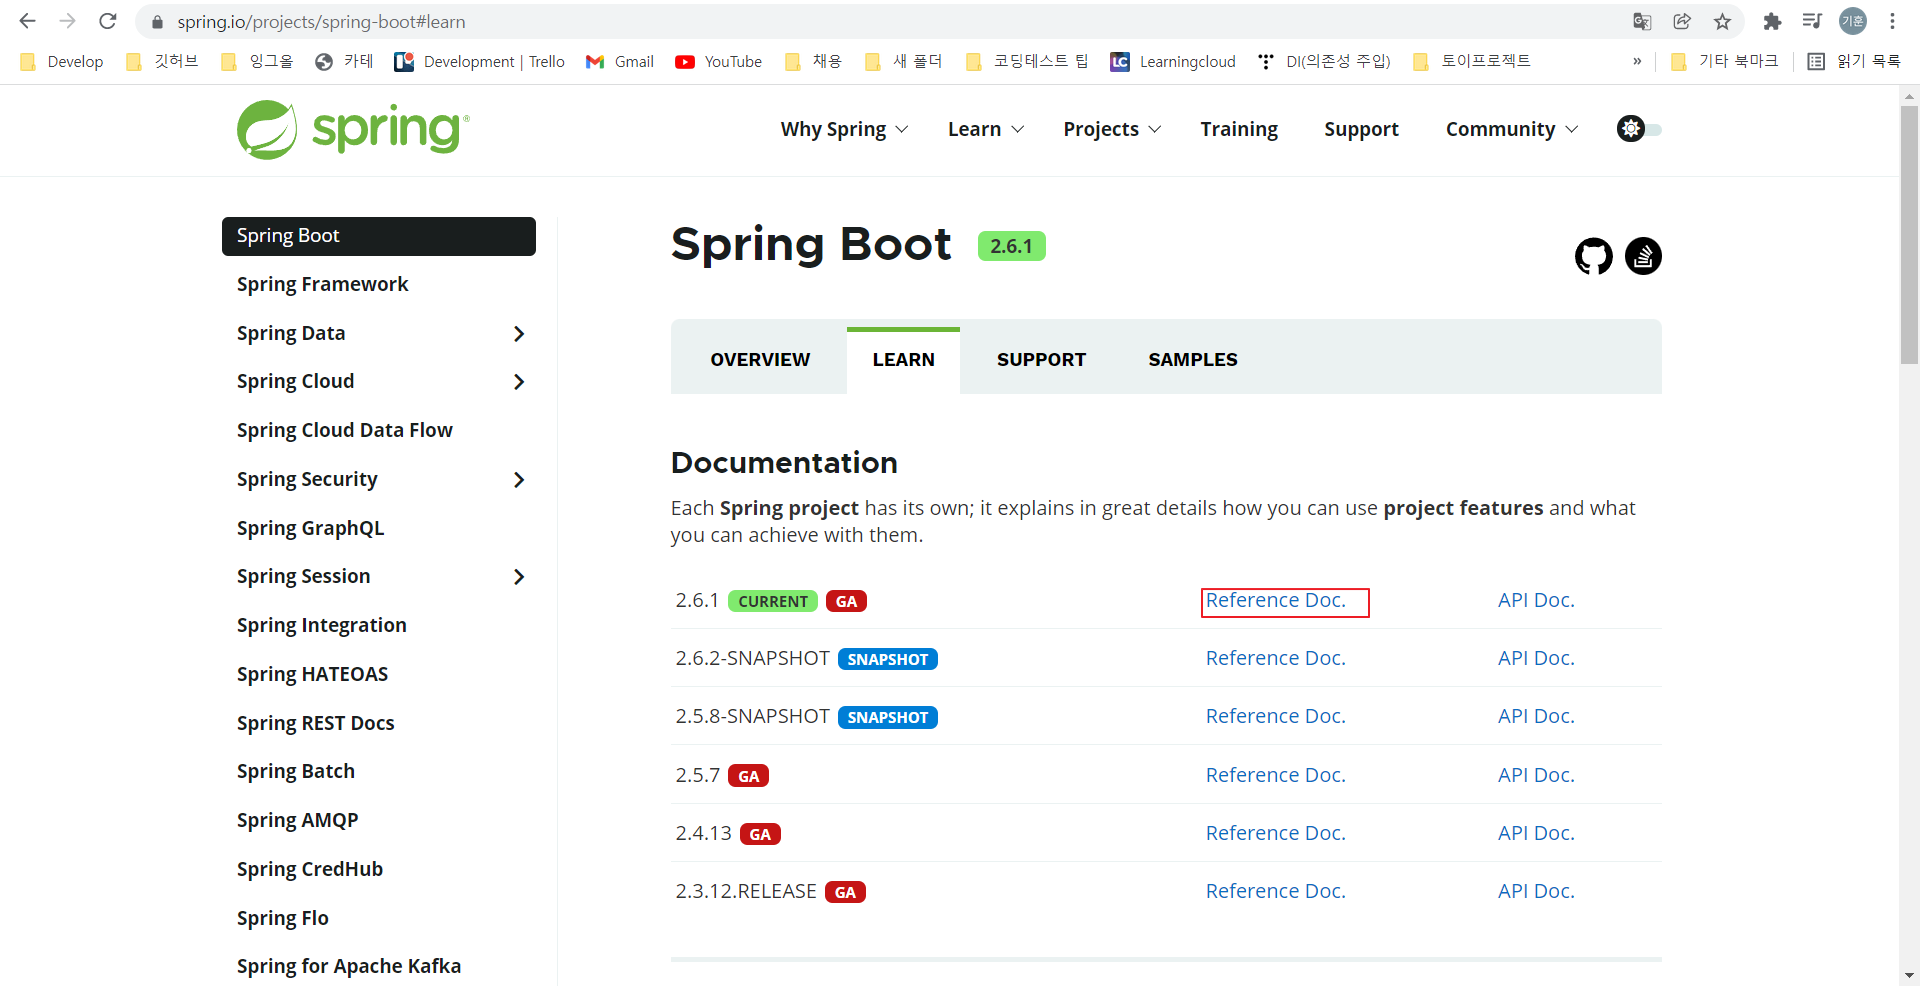 spring.io/projects/spring-boot#learn
기훈
Develop 깃허브 잉그올 카테 Development | Trello Gmail YouTube 채용 새 폴더 코딩테스트 팁 LC Learningcloud DI(의존성 주입) 토이프로젝트 » 기타 북마크 읽기 목록
spring®
Why Spring Learn Projects Training Support Community
Spring Boot
Spring Framework
Spring Data
Spring Cloud
Spring Cloud Data Flow
Spring Security
Spring GraphQL
Spring Session
Spring Integration
Spring HATEOAS
Spring REST Docs
Spring Batch
Spring AMQP
Spring CredHub
Spring Flo
Spring for Apache Kafka
Spring Boot 2.6.1
OVERVIEW LEARN SUPPORT SAMPLES
Documentation
Each Spring project has its own; it explains in great details how you can use project features and what
you can achieve with them.
2.6.1 CURRENT GA Reference Doc. API Doc.
2.6.2-SNAPSHOT SNAPSHOT Reference Doc. API Doc.
2.5.8-SNAPSHOT SNAPSHOT Reference Doc. API Doc.
2.5.7 GA Reference Doc. API Doc.
2.4.13 GA Reference Doc. API Doc.
2.3.12.RELEASE GA Reference Doc. API Doc.